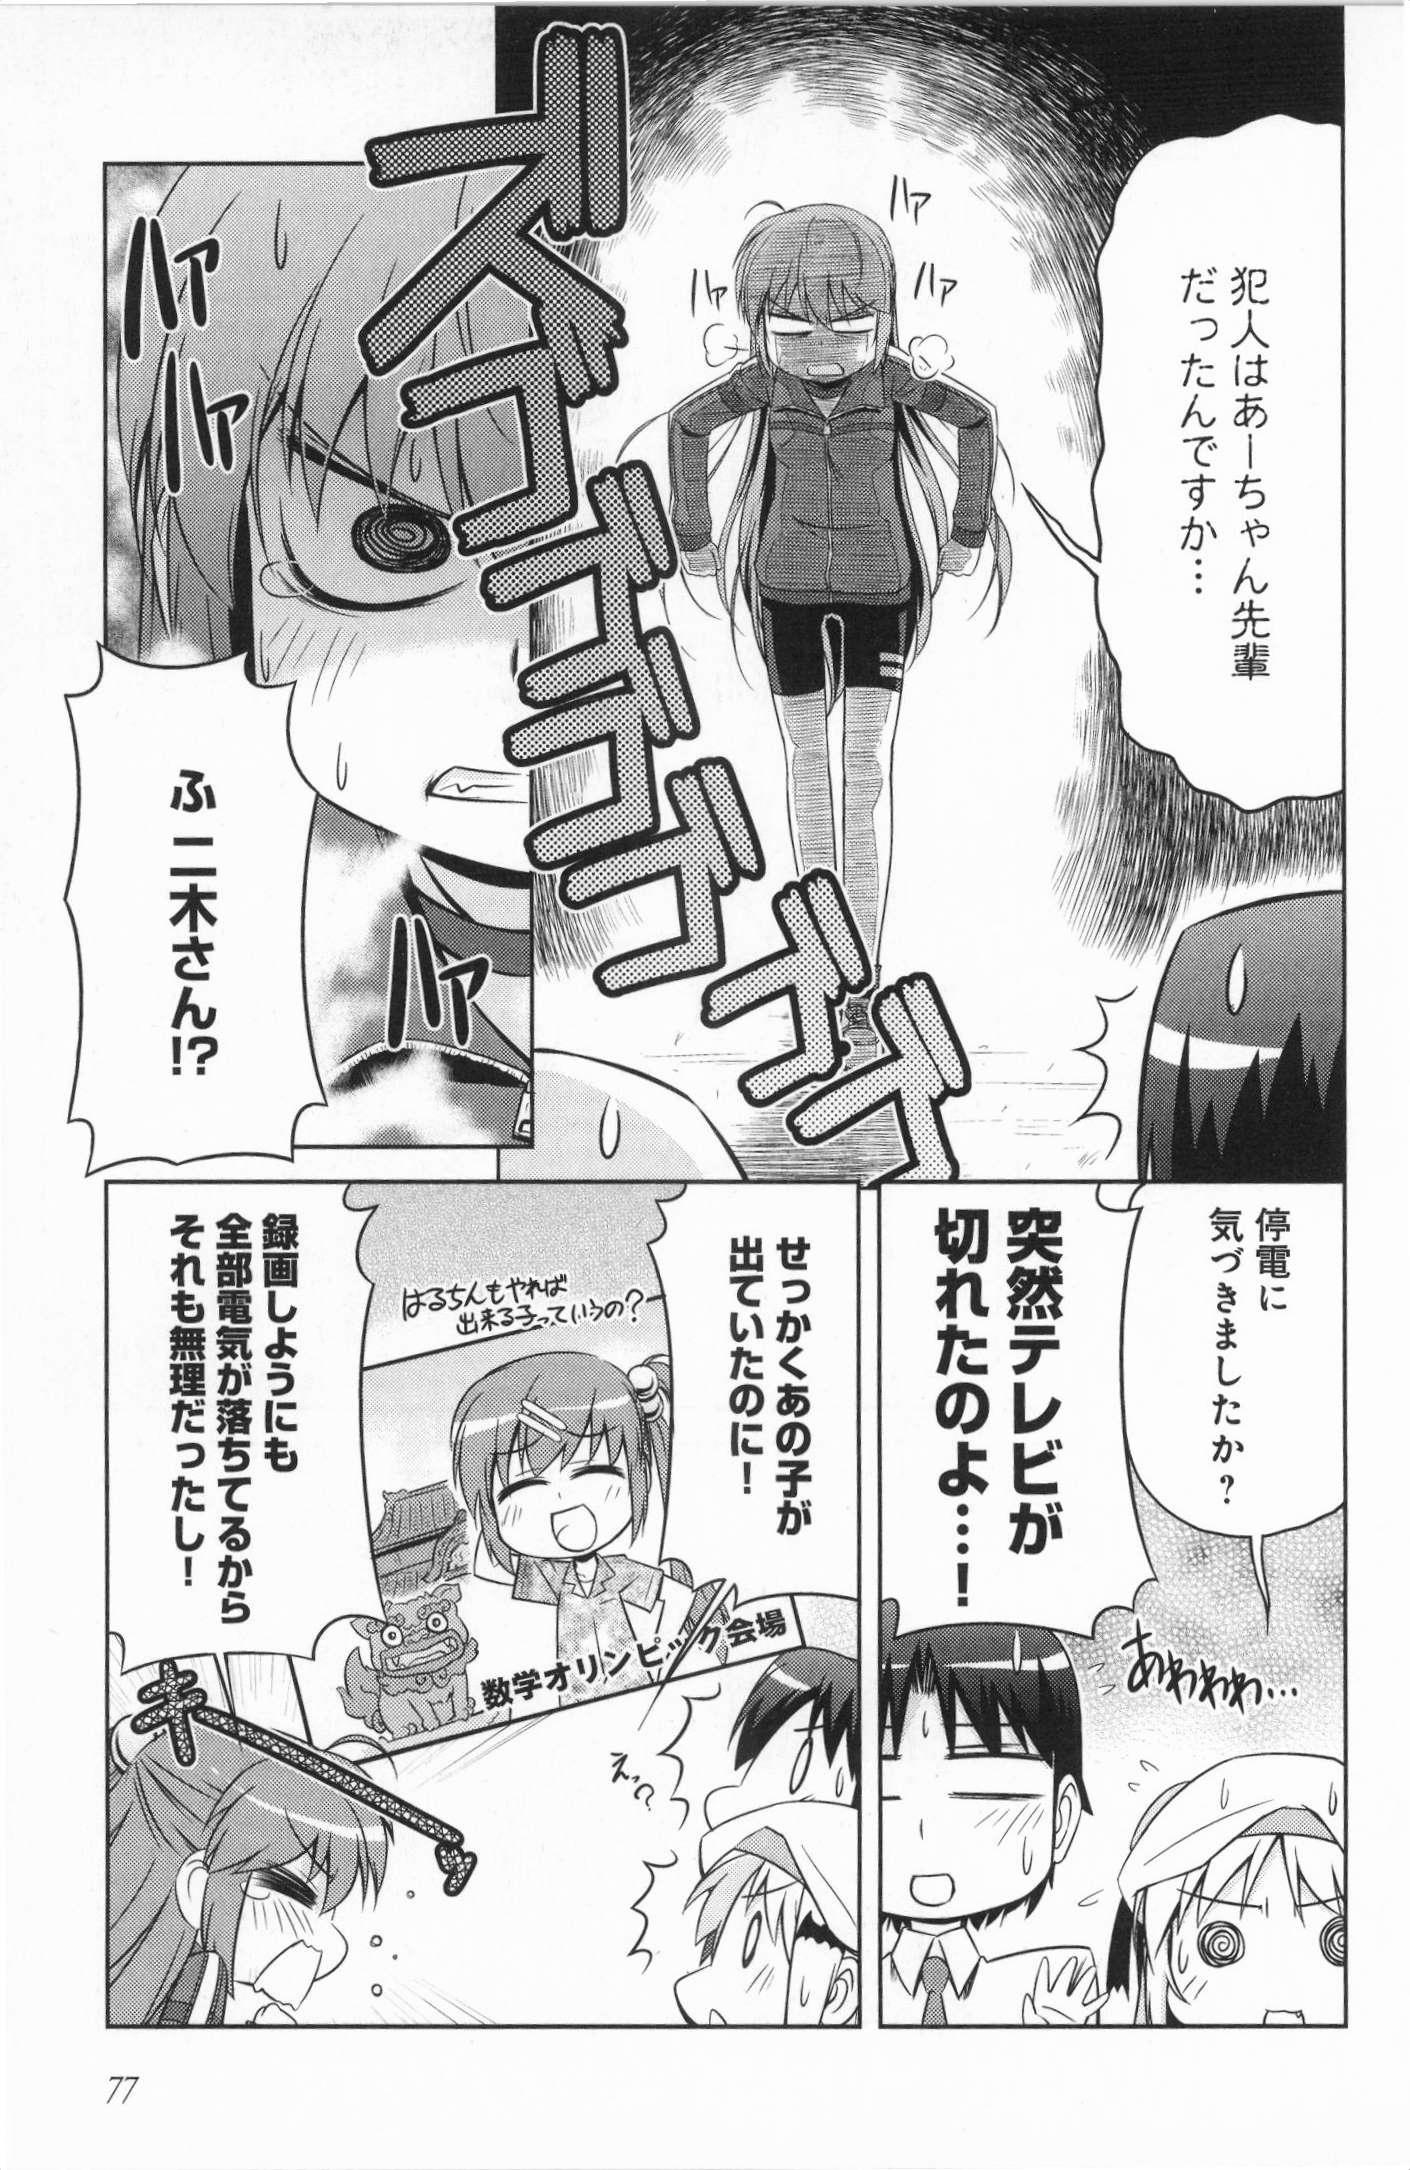 犯人はあーちゃん先輩
だったんですか…
ハァ
ハァ
ハァ
ズゴゴゴゴゴゴゴ
ハァ
ハァ
ハァ
ふ 二木さん!?
停電に
気づきましたか?
突然テレビが
切れたのよ…!
あわわわ…
せっかくあの子が
出ていたのに!
はるちんもやれば
出来る子っていうの?
数学オリンピック会場
録画しようにも
全部電気が落ちてるから
それも無理だったし!
えっ?
キーッ
77